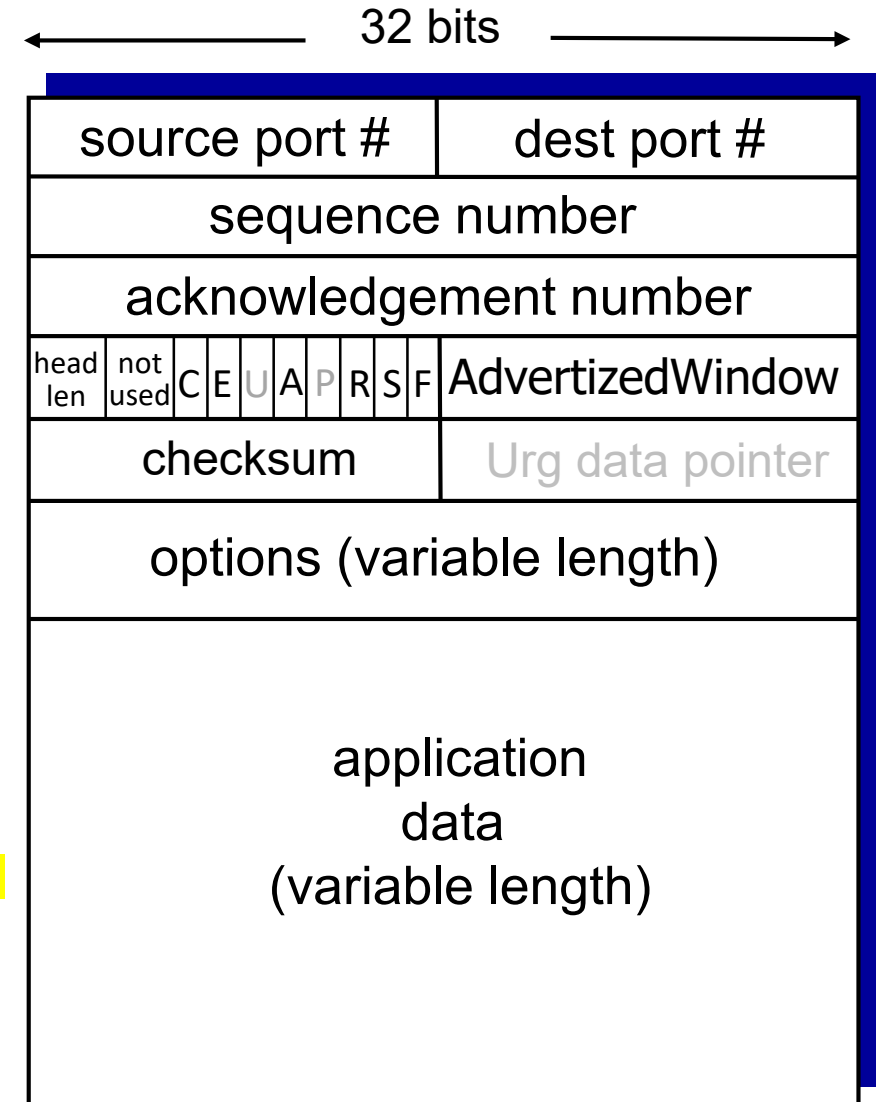 32 bits
source port # dest port #
sequence number
acknowledgement number
head len not used C E U A P R S F AdvertizedWindow
checksum Urg data pointer
options (variable length)
application
data
(variable length)